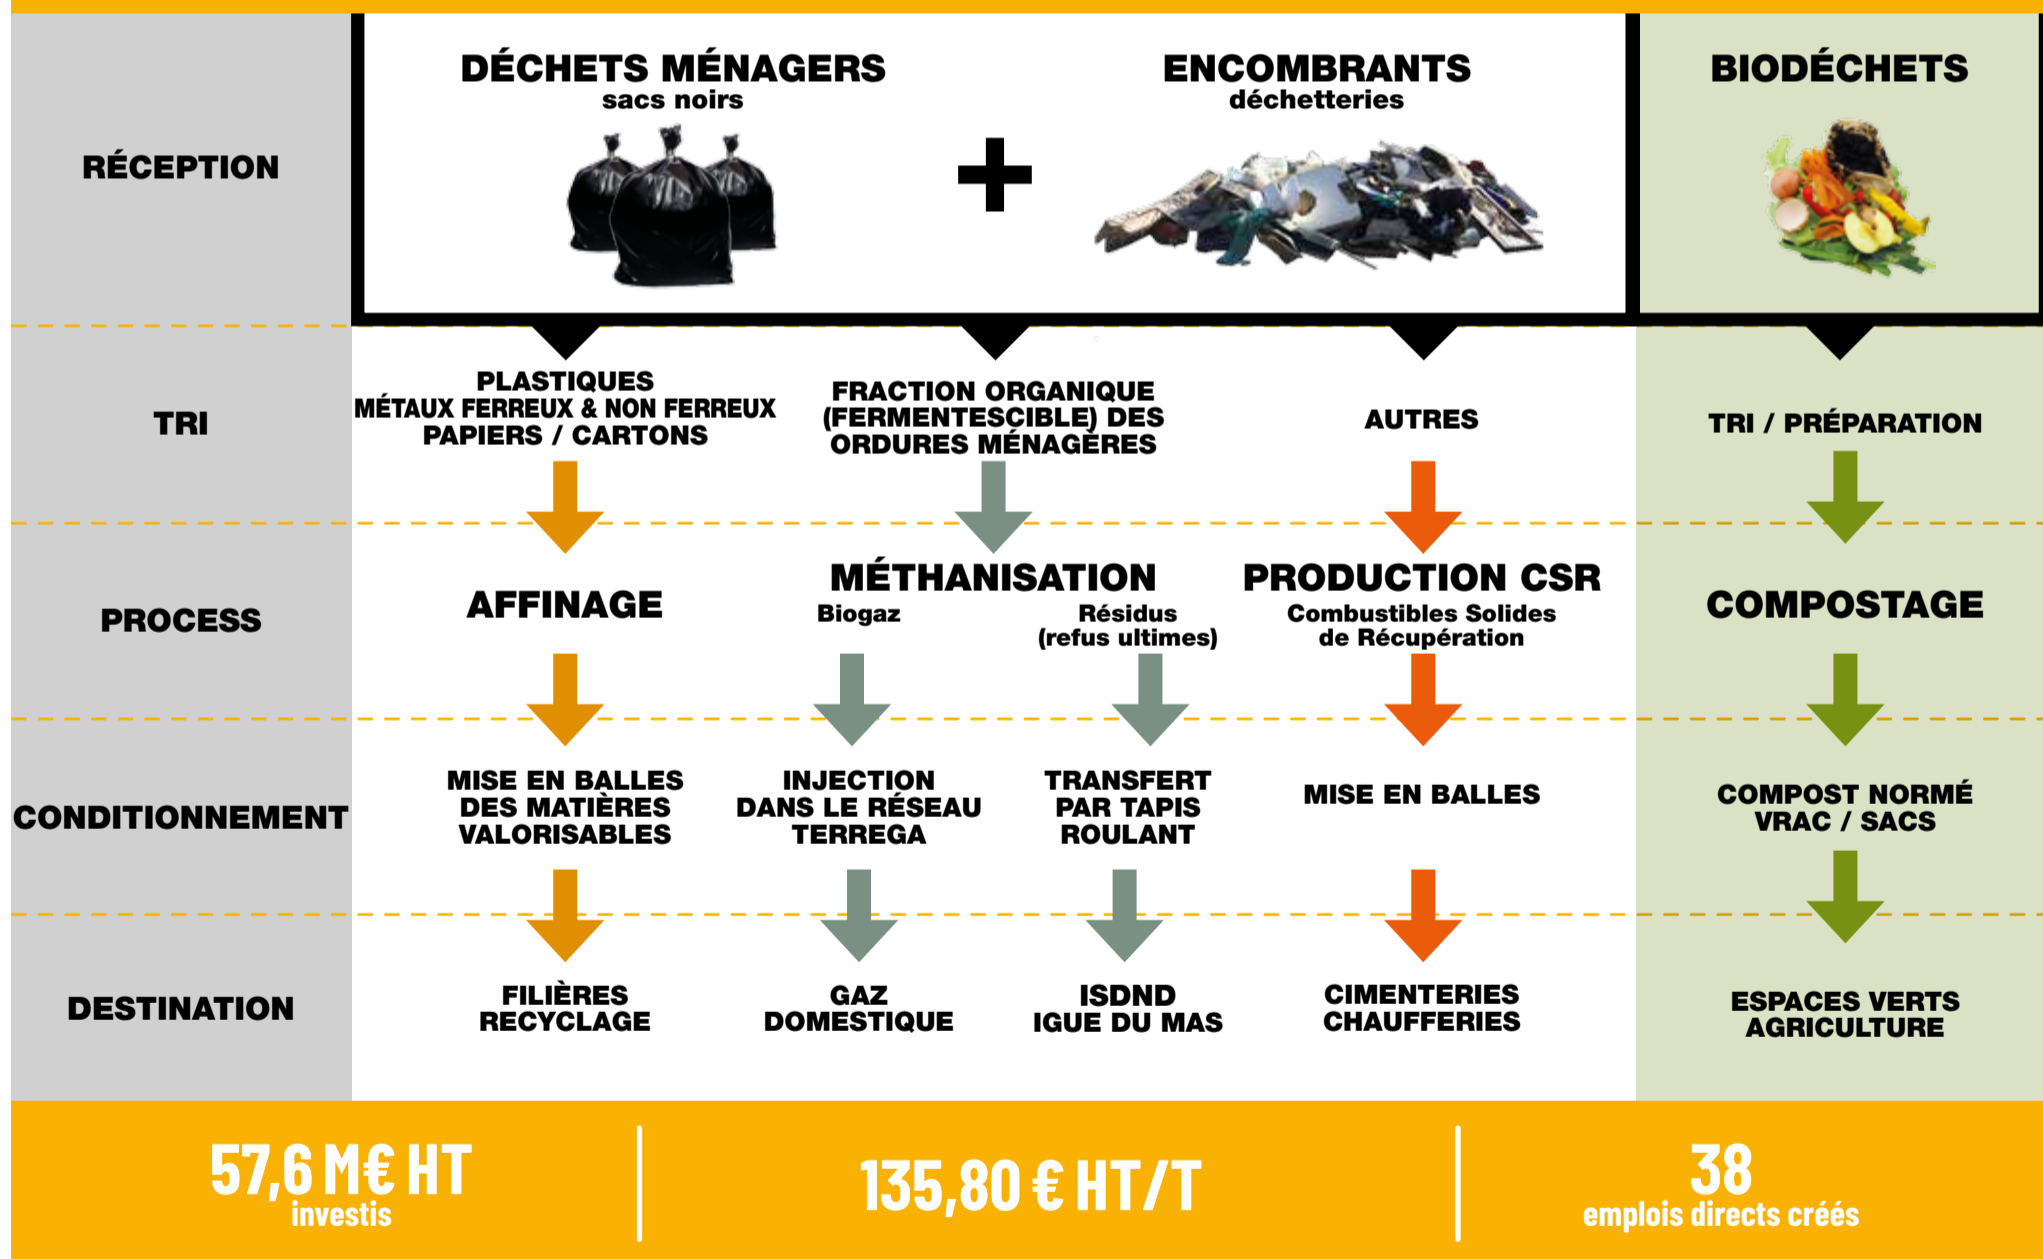 RÉCEPTION
DÉCHETS MÉNAGERS
sacs noirs
+
ENCOMBRANTS
déchetteries
BIODÉCHETS
TRI
PLASTIQUES
MÉTAUX FERREUX & NON FERREUX
PAPIERS / CARTONS
FRACTION ORGANIQUE
(FERMENTESCIBLE) DES
ORDURES MÉNAGÈRES
AUTRES
TRI / PRÉPARATION
PROCESS
AFFINAGE
MÉTHANISATION
Biogaz
Résidus
(refus ultimes)
PRODUCTION CSR
Combustibles Solides
de Récupération
COMPOSTAGE
CONDITIONNEMENT
MISE EN BALLES
DES MATIÈRES
VALORISABLES
INJECTION
DANS LE RÉSEAU
TERREGA
TRANSFERT
PAR TAPIS
ROULANT
MISE EN BALLES
COMPOST NORMÉ
VRAC / SACS
DESTINATION
FILIÈRES
RECYCLAGE
GAZ
DOMESTIQUE
ISDND
IGUE DU MAS
CIMENTERIES
CHAUFFERIES
ESPACES VERTS
AGRICULTURE
57,6 M€ HT
investis
135,80 € HT/T
38
emplois directs créés